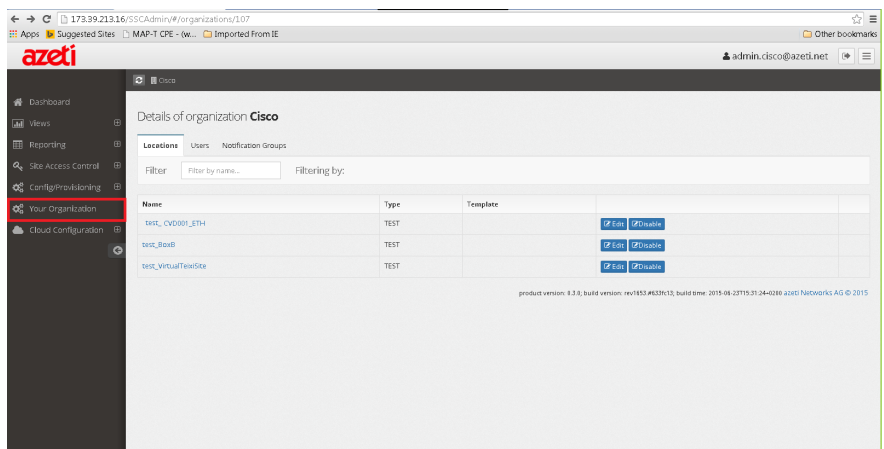 173.39.213.16/SSCAdmin/#/organizations/107
Apps Suggested Sites MAP-T CPE - (w... Imported From IE Other bookmarks
azeti admin.cisco@azeti.net
Cisco
Dashboard
Views
Reporting
Site Access Control
Config/Provisioning
Your Organization
Cloud Configuration
Details of organization Cisco
Locations Users Notification Groups
Filter Filter by name... Filtering by:
Name Type Template
test_ CVD001_ETH TEST Edit Disable
test_BoxB TEST Edit Disable
test_VirtualTeixiSite TEST Edit Disable
product version: 0.3.0; build version: rev1653.#633fc13; build time: 2015-06-23T15:31:24+0200 azeti Networks AG © 2015